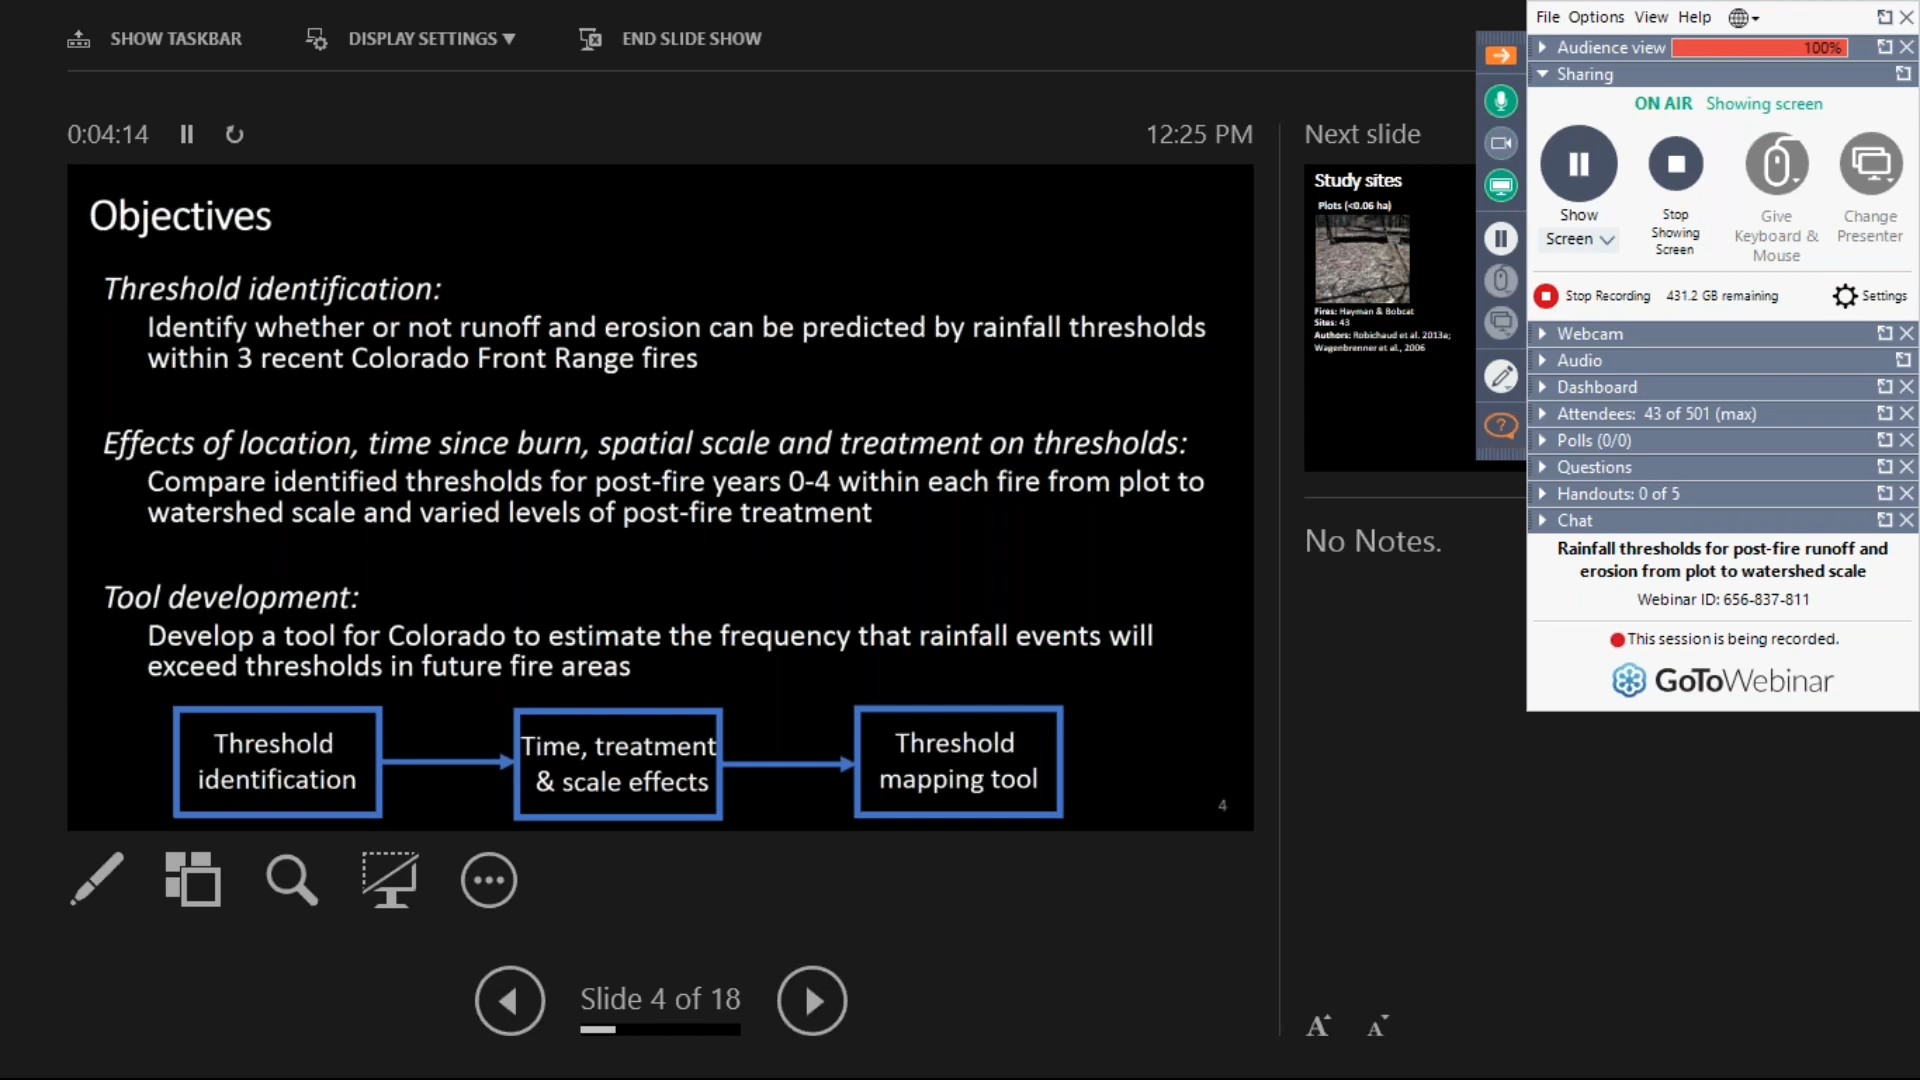 SHOW TASKBAR
DISPLAY SETTINGS
END SLIDE SHOW
0:04:14
12:25 PM
Objectives
Threshold identification:
Identify whether or not runoff and erosion can be predicted by rainfall thresholds
within 3 recent Colorado Front Range fires
Effects of location, time since burn, spatial scale and treatment on thresholds:
Compare identified thresholds for post-fire years 0-4 within each fire from plot to
watershed scale and varied levels of post-fire treatment
Tool development:
Develop a tool for Colorado to estimate the frequency that rainfall events will
exceed thresholds in future fire areas
Threshold
identification
Time, treatment
& scale effects
Threshold
mapping tool
4
Slide 4 of 18
Next slide
Study sites
Plots (<0.06 ha)
Fires: Hayman & Bobcat
Sites: 43
Authors: Robichaud et al. 2013a;
Wagenbrenner et al., 2006
No Notes.
A A
File Options View Help
Audience view 100%
Sharing
ON AIR Showing screen
Show
Screen
Stop
Showing
Screen
Give
Keyboard &
Mouse
Change
Presenter
Stop Recording 431.2 GB remaining Settings
Webcam
Audio
Dashboard
Attendees: 43 of 501 (max)
Polls (0/0)
Questions
Handouts: 0 of 5
Chat
Rainfall thresholds for post-fire runoff and
erosion from plot to watershed scale
Webinar ID: 656-837-811
This session is being recorded.
GoToWebinar